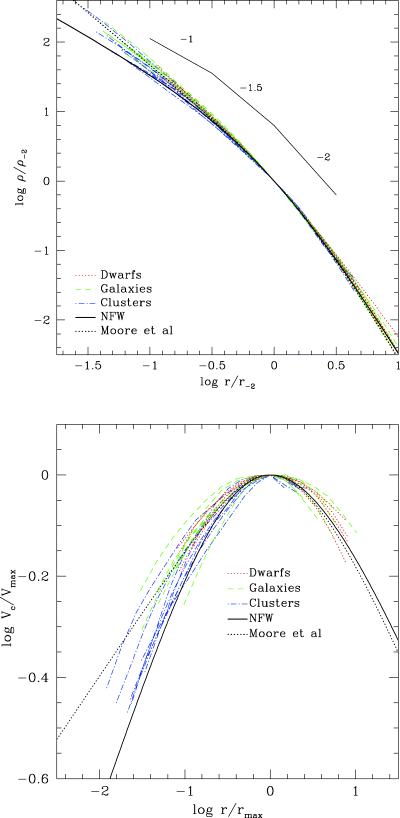 2
1
0
−1
−2
−1
−1.5
−2
log ρ/ρ₋₂
Dwarfs
Galaxies
Clusters
NFW
Moore et al
−1.5 −1 −0.5 0 0.5 1
log r/r₋₂
0
−0.2
−0.4
−0.6
log V_c/V_max
Dwarfs
Galaxies
Clusters
NFW
Moore et al
−2 −1 0 1
log r/r_max